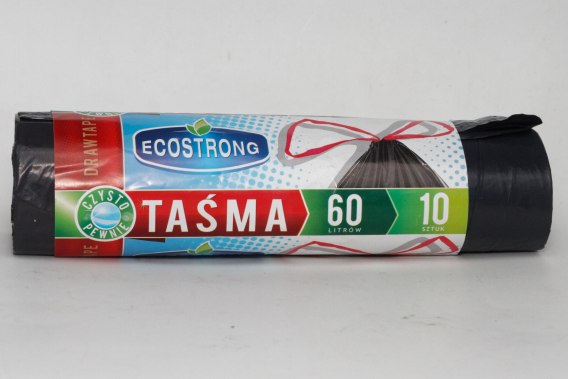 DRAWTAPE
ECOSTRONG
CZYSTO
PEWNIE
TAŚMA
60
LITRÓW
10
SZTUK